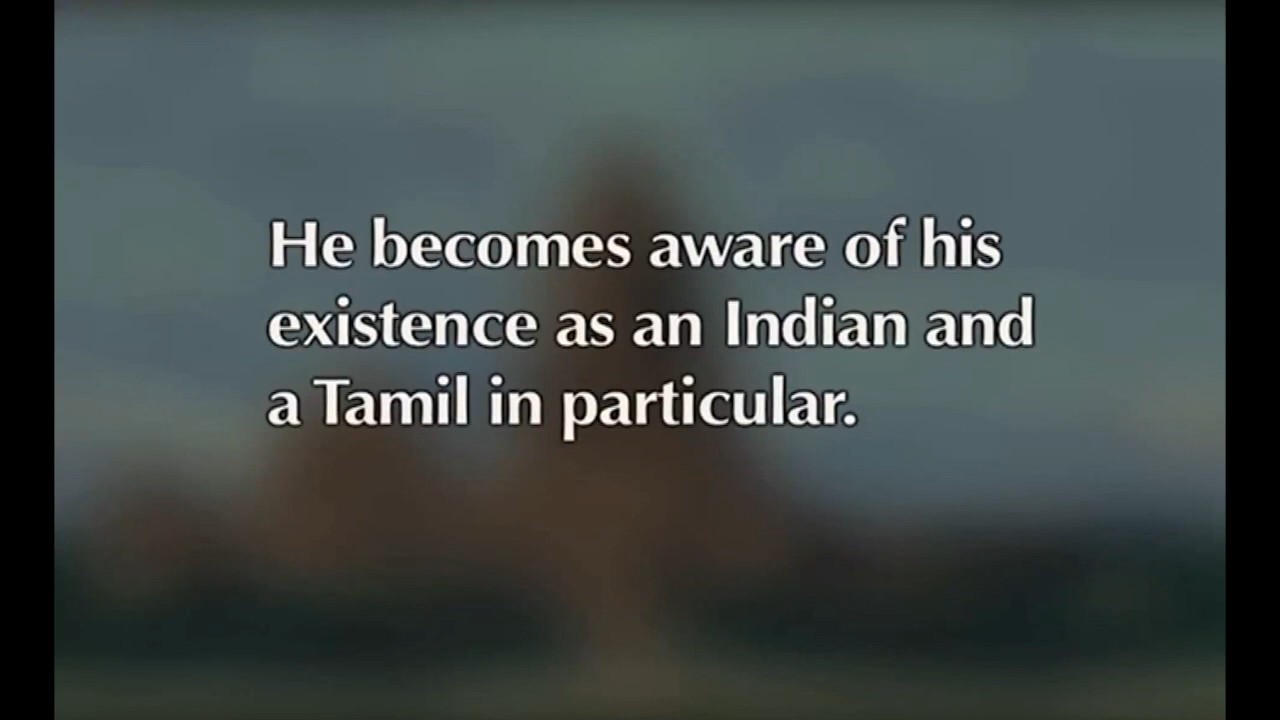 He becomes aware of his
existence as an Indian and
a Tamil in particular.